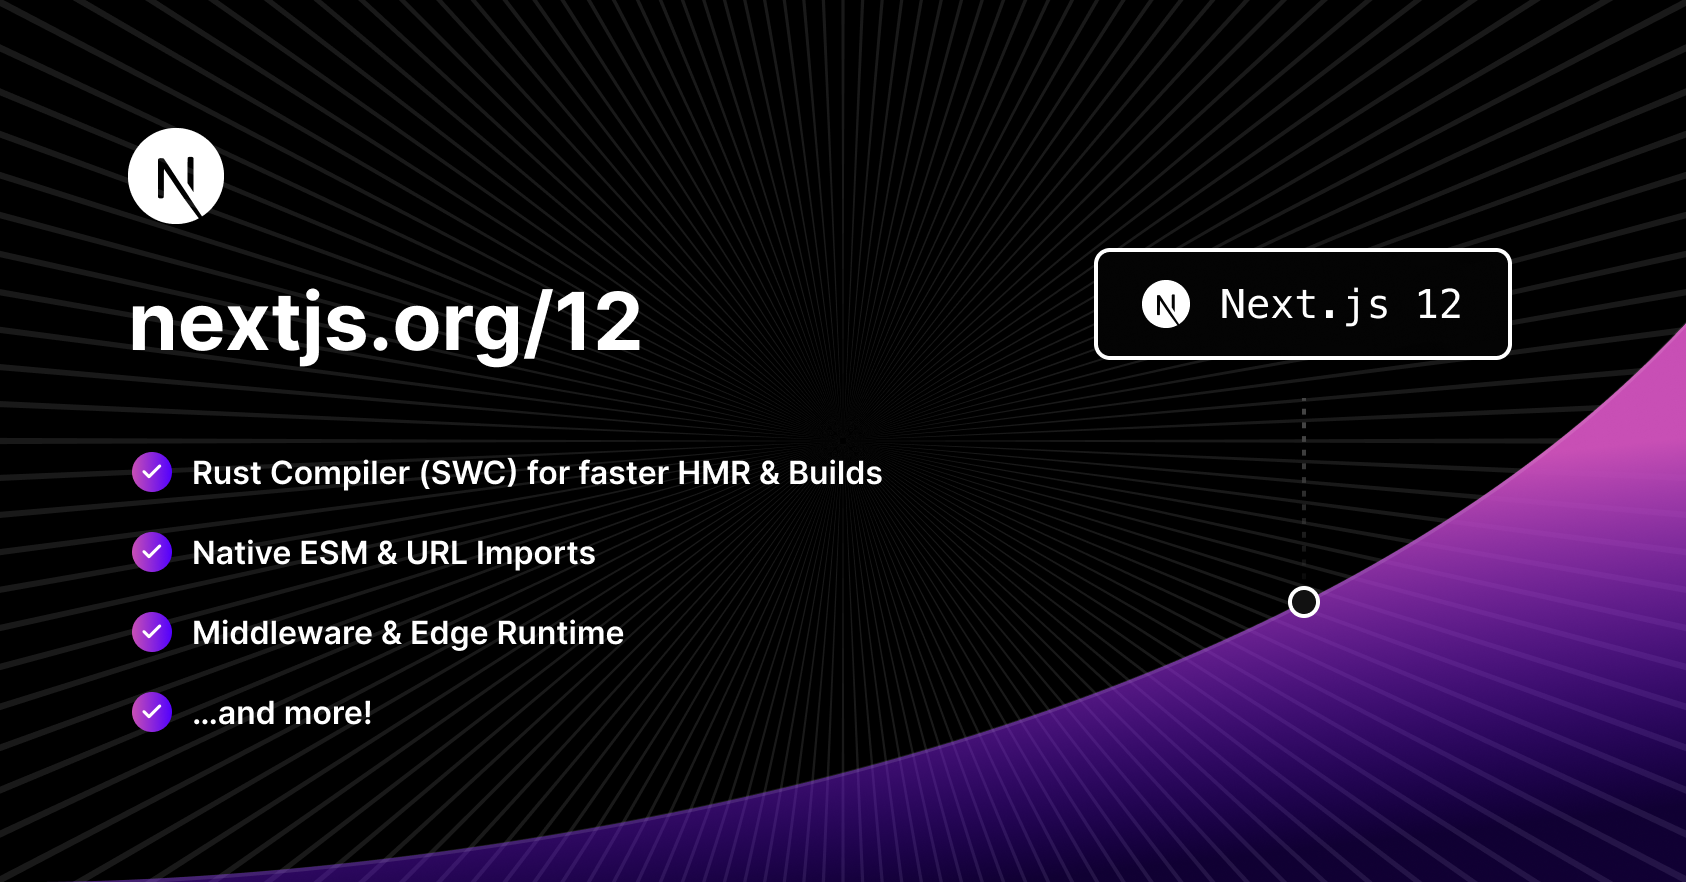 nextjs.org/12
Rust Compiler (SWC) for faster HMR & Builds
Native ESM & URL Imports
Middleware & Edge Runtime
...and more!
Next.js 12